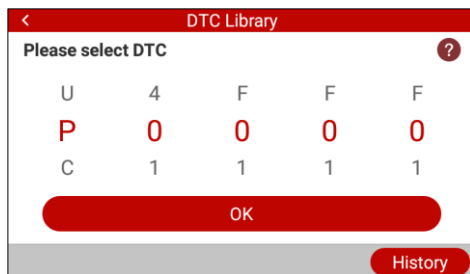 < DTC Library
Please select DTC ?
U 4 F F F
P 0 0 0 0
C 1 1 1 1
OK
History